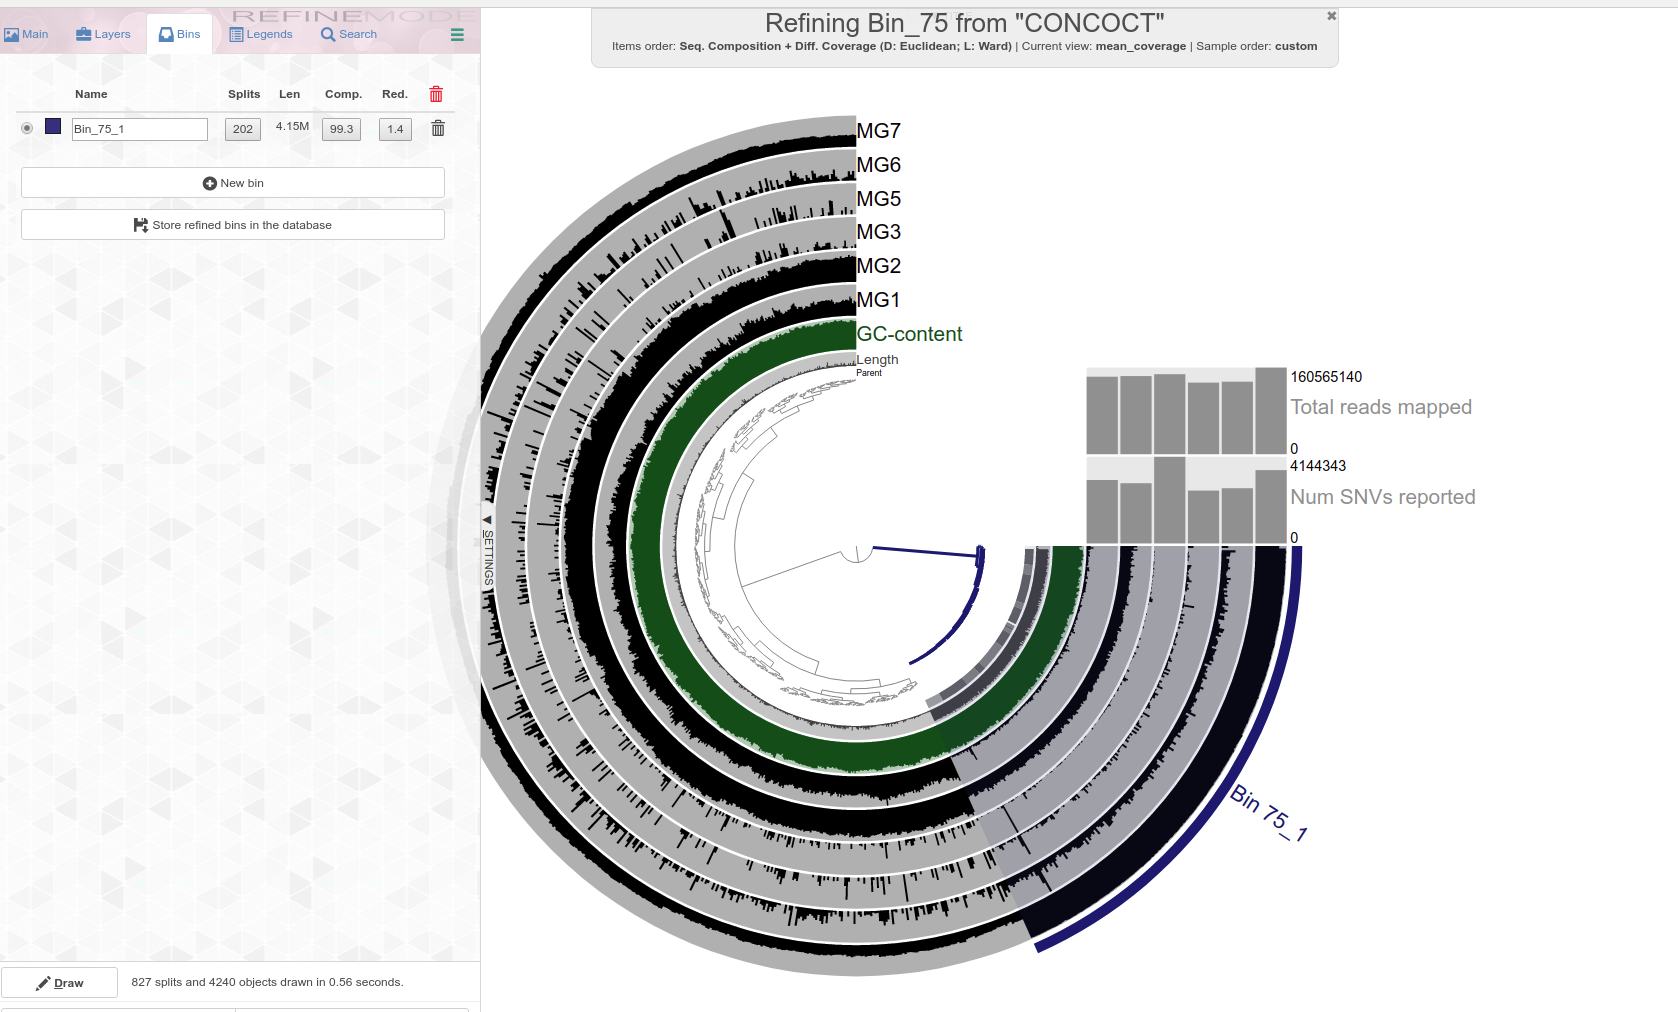 REFINEMODE
Main
Layers
Bins
Legends
Search
Name Splits Len Comp. Red.
Bin_75_1 202 4.15M 99.3 1.4
New bin
Store refined bins in the database
Draw
827 splits and 4240 objects drawn in 0.56 seconds.
SETTINGS
Refining Bin_75 from "CONCOCT"
Items order: Seq. Composition + Diff. Coverage (D: Euclidean; L: Ward) | Current view: mean_coverage | Sample order: custom
MG7
MG6
MG5
MG3
MG2
MG1
GC-content
Length
Parent
160565140
Total reads mapped
0
4144343
Num SNVs reported
0
Bin 75_ 1